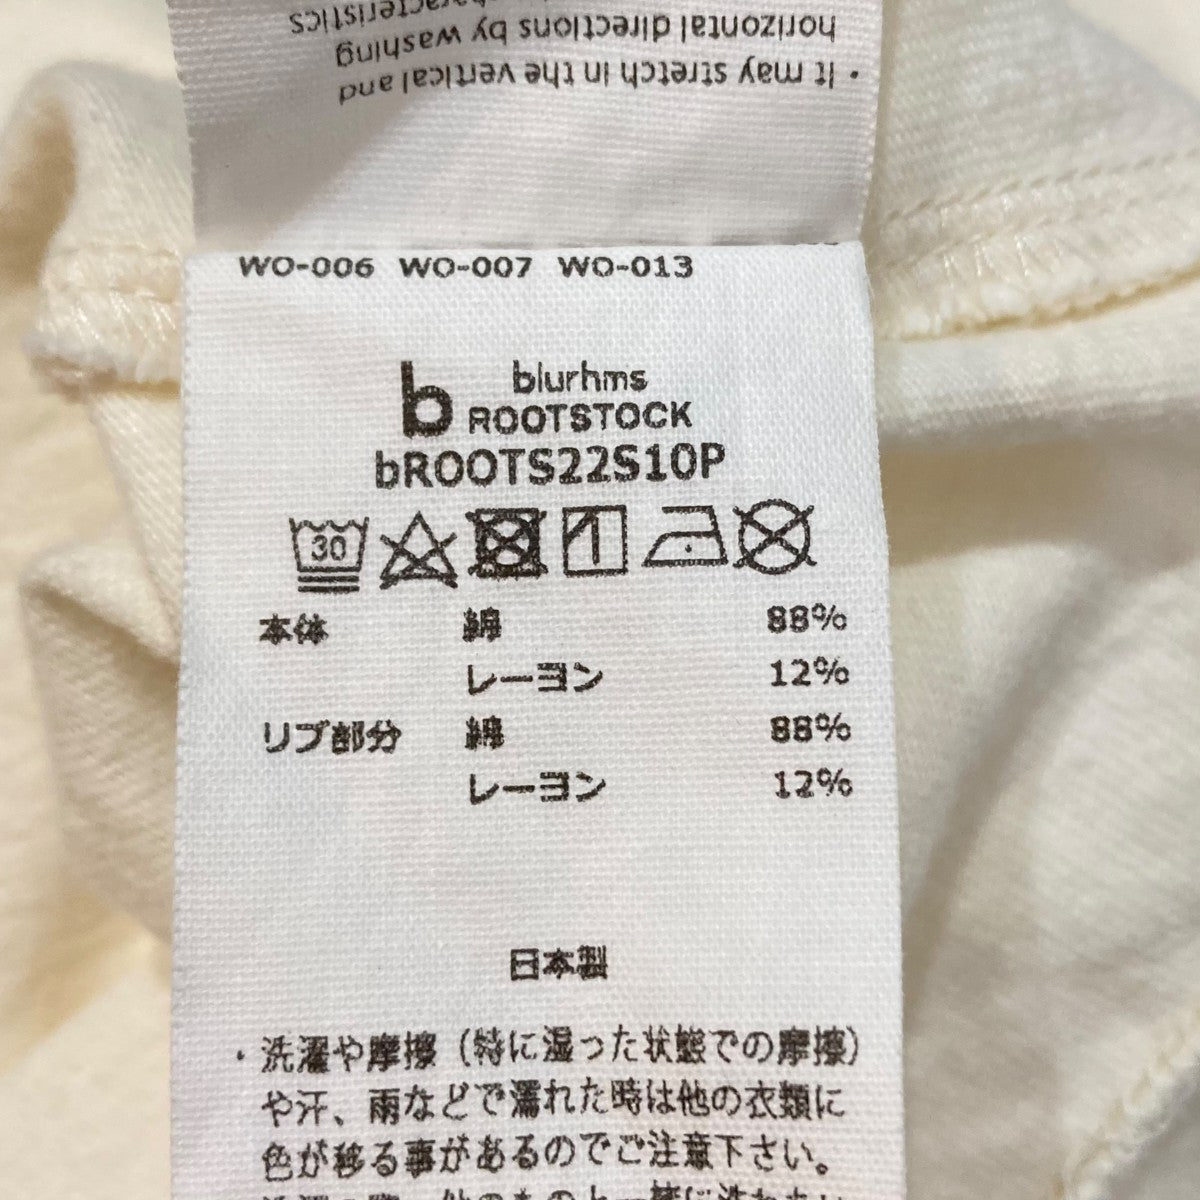 · It may stretch in the vertical and
horizontal directions by washing
characteristics
WO-006 WO-007 WO-013
b blurhms
ROOTSTOCK
bROOTS22S10P
30
本体 綿 88%
レーヨン 12%
リブ部分 綿 88%
レーヨン 12%
日本製
・洗濯や摩擦（特に湿った状態での摩擦）
や汗、雨などで濡れた時は他の衣類に
色が移る事があるのでご注意下さい。